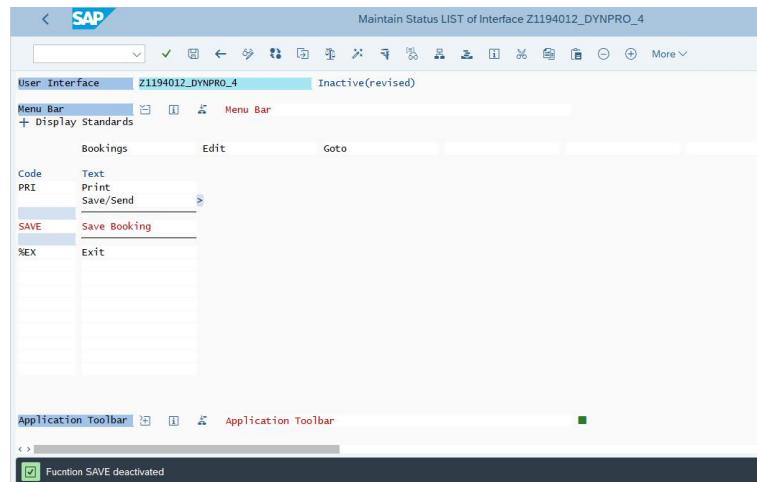 SAP Maintain Status LIST of Interface Z1194012_DYNPRO_4
More
User Interface Z1194012_DYNPRO_4 Inactive(revised)
Menu Bar Menu Bar
+ Display Standards
Bookings Edit Goto
Code Text
PRI Print
Save/Send >
SAVE Save Booking
%EX Exit
Application Toolbar Application Toolbar
Fucntion SAVE deactivated